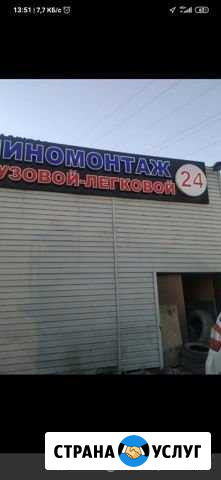 13:51 | 7,7 КБ/с
ИНОМОНТАЖ
УЗОВОЙ-ЛЕГКОВОЙ 24
СТРАНА УСЛУГ